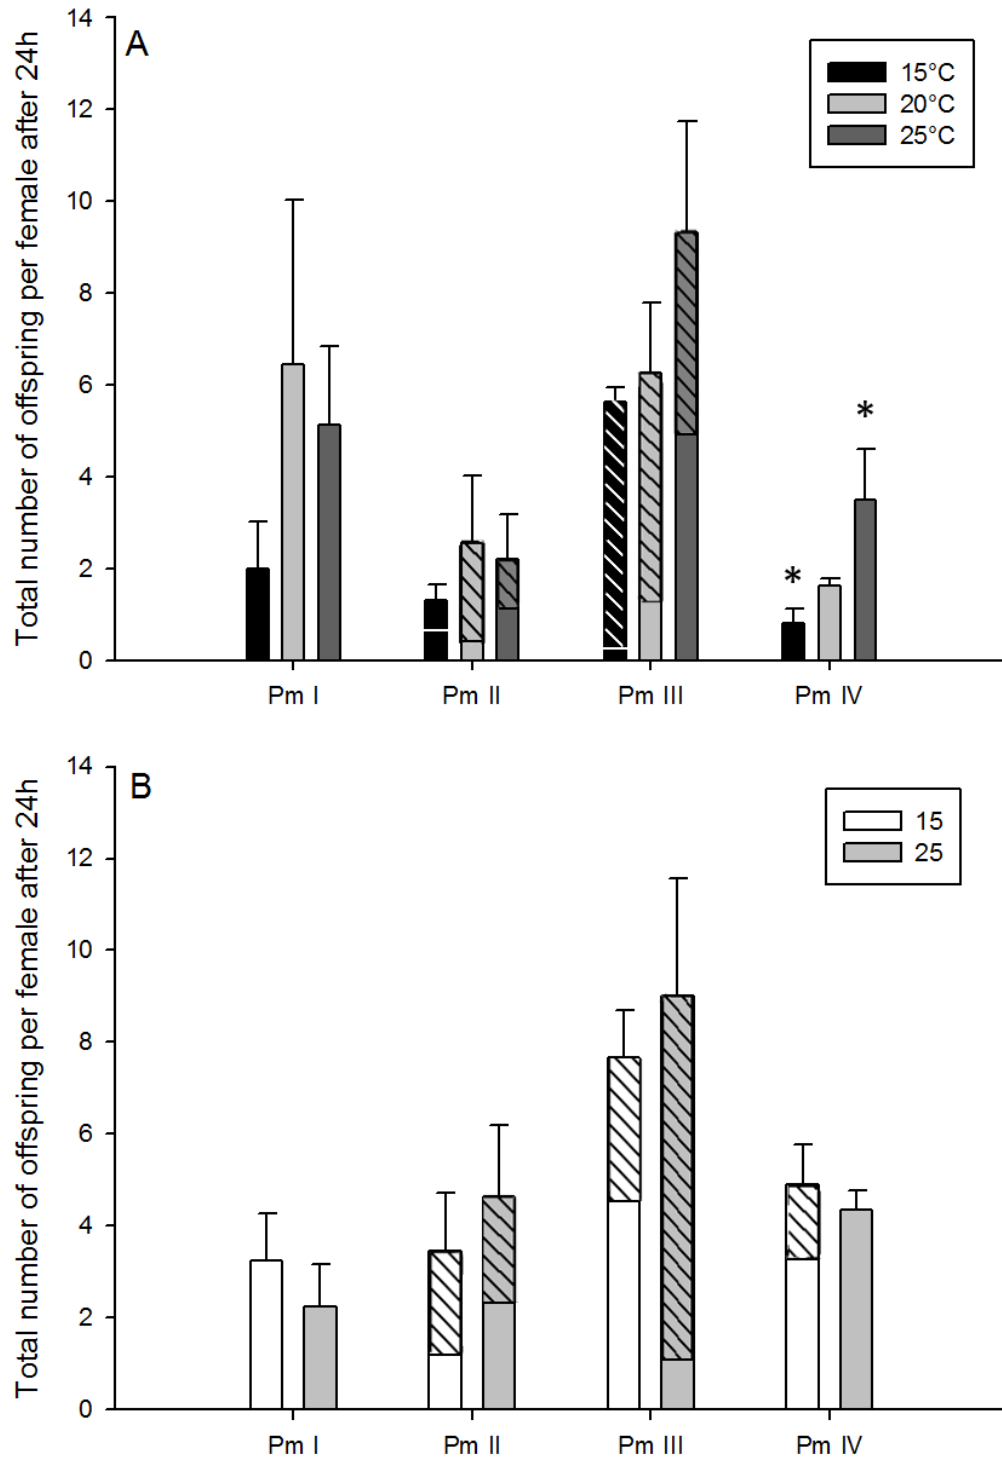 A
15°C
20°C
25°C
Total number of offspring per female after 24h
14
12
10
8
6
4
2
0
*
*
Pm I
Pm II
Pm III
Pm IV
B
15
25
Total number of offspring per female after 24h
14
12
10
8
6
4
2
0
Pm I
Pm II
Pm III
Pm IV